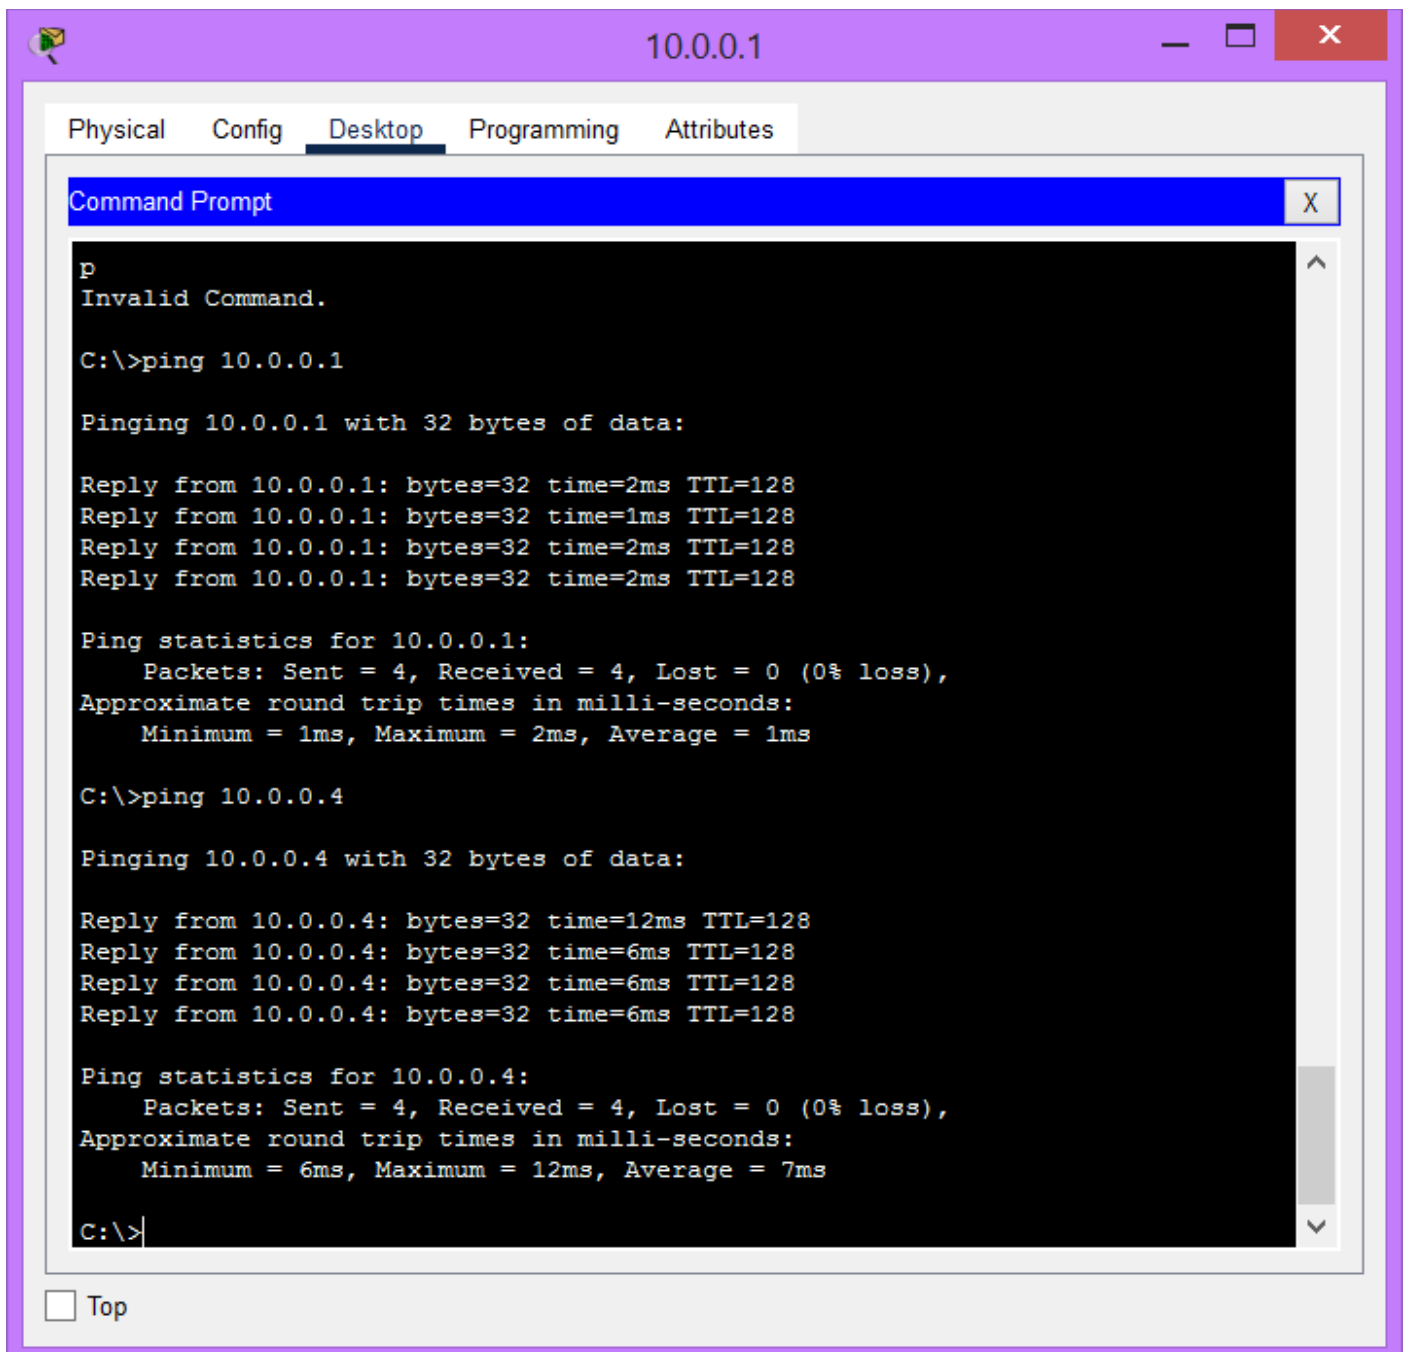 10.0.0.1
Physical Config Desktop Programming Attributes
Command Prompt X
p
Invalid Command.
C:\>ping 10.0.0.1
Pinging 10.0.0.1 with 32 bytes of data:
Reply from 10.0.0.1: bytes=32 time=2ms TTL=128
Reply from 10.0.0.1: bytes=32 time=1ms TTL=128
Reply from 10.0.0.1: bytes=32 time=2ms TTL=128
Reply from 10.0.0.1: bytes=32 time=2ms TTL=128
Ping statistics for 10.0.0.1:
Packets: Sent = 4, Received = 4, Lost = 0 (0% loss),
Approximate round trip times in milli-seconds:
Minimum = 1ms, Maximum = 2ms, Average = 1ms
C:\>ping 10.0.0.4
Pinging 10.0.0.4 with 32 bytes of data:
Reply from 10.0.0.4: bytes=32 time=12ms TTL=128
Reply from 10.0.0.4: bytes=32 time=6ms TTL=128
Reply from 10.0.0.4: bytes=32 time=6ms TTL=128
Reply from 10.0.0.4: bytes=32 time=6ms TTL=128
Ping statistics for 10.0.0.4:
Packets: Sent = 4, Received = 4, Lost = 0 (0% loss),
Approximate round trip times in milli-seconds:
Minimum = 6ms, Maximum = 12ms, Average = 7ms
C:\>
Top